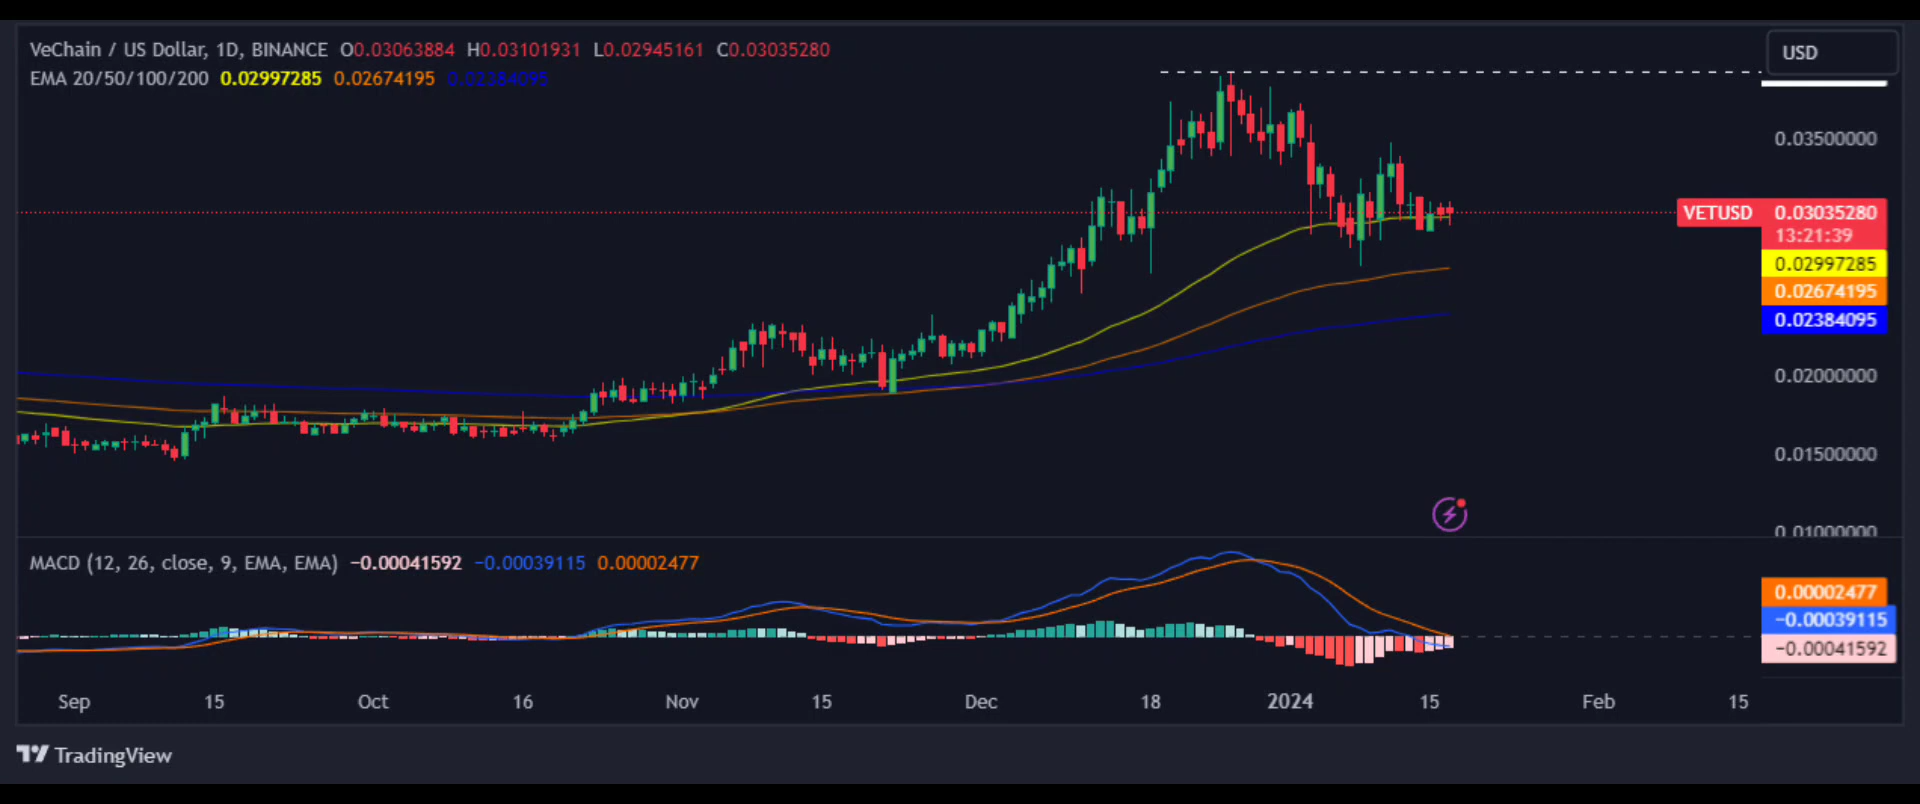 VeChain / US Dollar, 1D, BINANCE O0.03063884 H0.03101931 L0.02945161 C0.03035280
EMA 20/50/100/200 0.02997285 0.02674195 0.02384095
USD
0.03500000
VETUSD 0.03035280
13:21:39
0.02997285
0.02674195
0.02384095
0.02000000
0.01500000
0.01000000
MACD (12, 26, close, 9, EMA, EMA) −0.00041592 −0.00039115 0.00002477
0.00002477
−0.00039115
−0.00041592
Sep 15 Oct 16 Nov 15 Dec 18 2024 15 Feb 15
TradingView